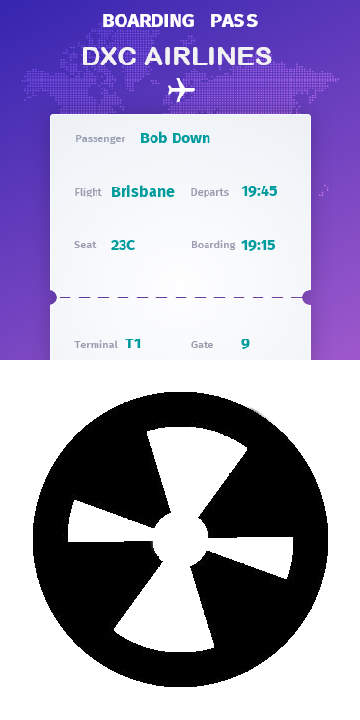 BOARDING PASS
DXC AIRLINES
Passenger Bob Down
Flight Brisbane Departs 19:45
Seat 23C Boarding 19:15
Terminal T1 Gate 9